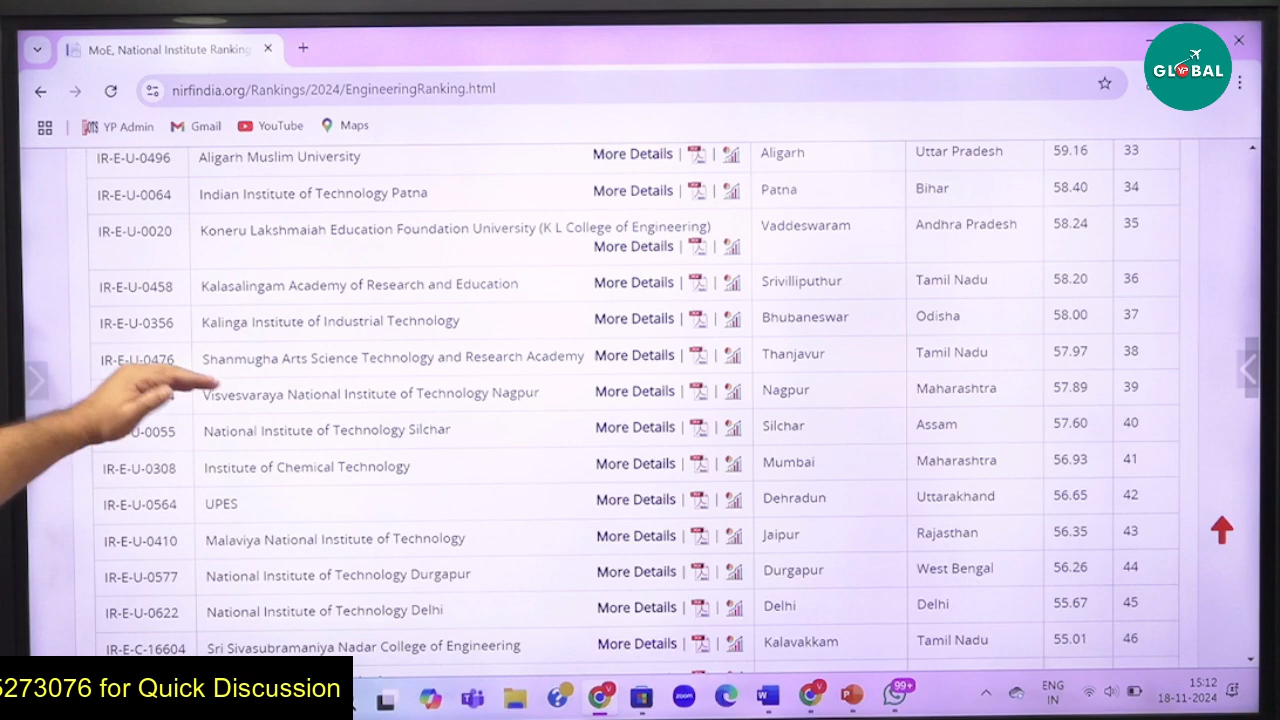 MoE, National Institute Ranking
GLOBAL
YP
nirfindia.org/Rankings/2024/EngineeringRanking.html
YP Admin Gmail YouTube Maps
IR-E-U-0496 Aligarh Muslim University More Details | | Aligarh Uttar Pradesh 59.16 33
IR-E-U-0064 Indian Institute of Technology Patna More Details | | Patna Bihar 58.40 34
IR-E-U-0020 Koneru Lakshmaiah Education Foundation University (K L College of Engineering) Vaddeswaram Andhra Pradesh 58.24 35
More Details | |
IR-E-U-0458 Kalasalingam Academy of Research and Education More Details | | Srivilliputhur Tamil Nadu 58.20 36
IR-E-U-0356 Kalinga Institute of Industrial Technology More Details | | Bhubaneswar Odisha 58.00 37
IR-E-U-0476 Shanmugha Arts Science Technology and Research Academy More Details | | Thanjavur Tamil Nadu 57.97 38
Visvesvaraya National Institute of Technology Nagpur More Details | | Nagpur Maharashtra 57.89 39
-0055 National Institute of Technology Silchar More Details | | Silchar Assam 57.60 40
IR-E-U-0308 Institute of Chemical Technology More Details | | Mumbai Maharashtra 56.93 41
IR-E-U-0564 UPES More Details | | Dehradun Uttarakhand 56.65 42
IR-E-U-0410 Malaviya National Institute of Technology More Details | | Jaipur Rajasthan 56.35 43
IR-E-U-0577 National Institute of Technology Durgapur More Details | | Durgapur West Bengal 56.26 44
IR-E-U-0622 National Institute of Technology Delhi More Details | | Delhi Delhi 55.67 45
IR-E-C-16604 Sri Sivasubramaniya Nadar College of Engineering More Details | | Kalavakkam Tamil Nadu 55.01 46
5273076 for Quick Discussion
zoom 99+ ENG 15:12
IN 18-11-2024